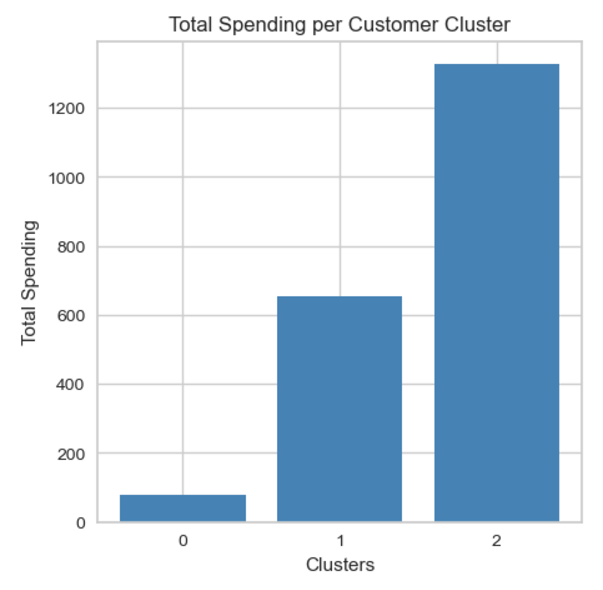 Total Spending per Customer Cluster
1200
1000
800
600
400
200
0
Total Spending
0 1 2
Clusters